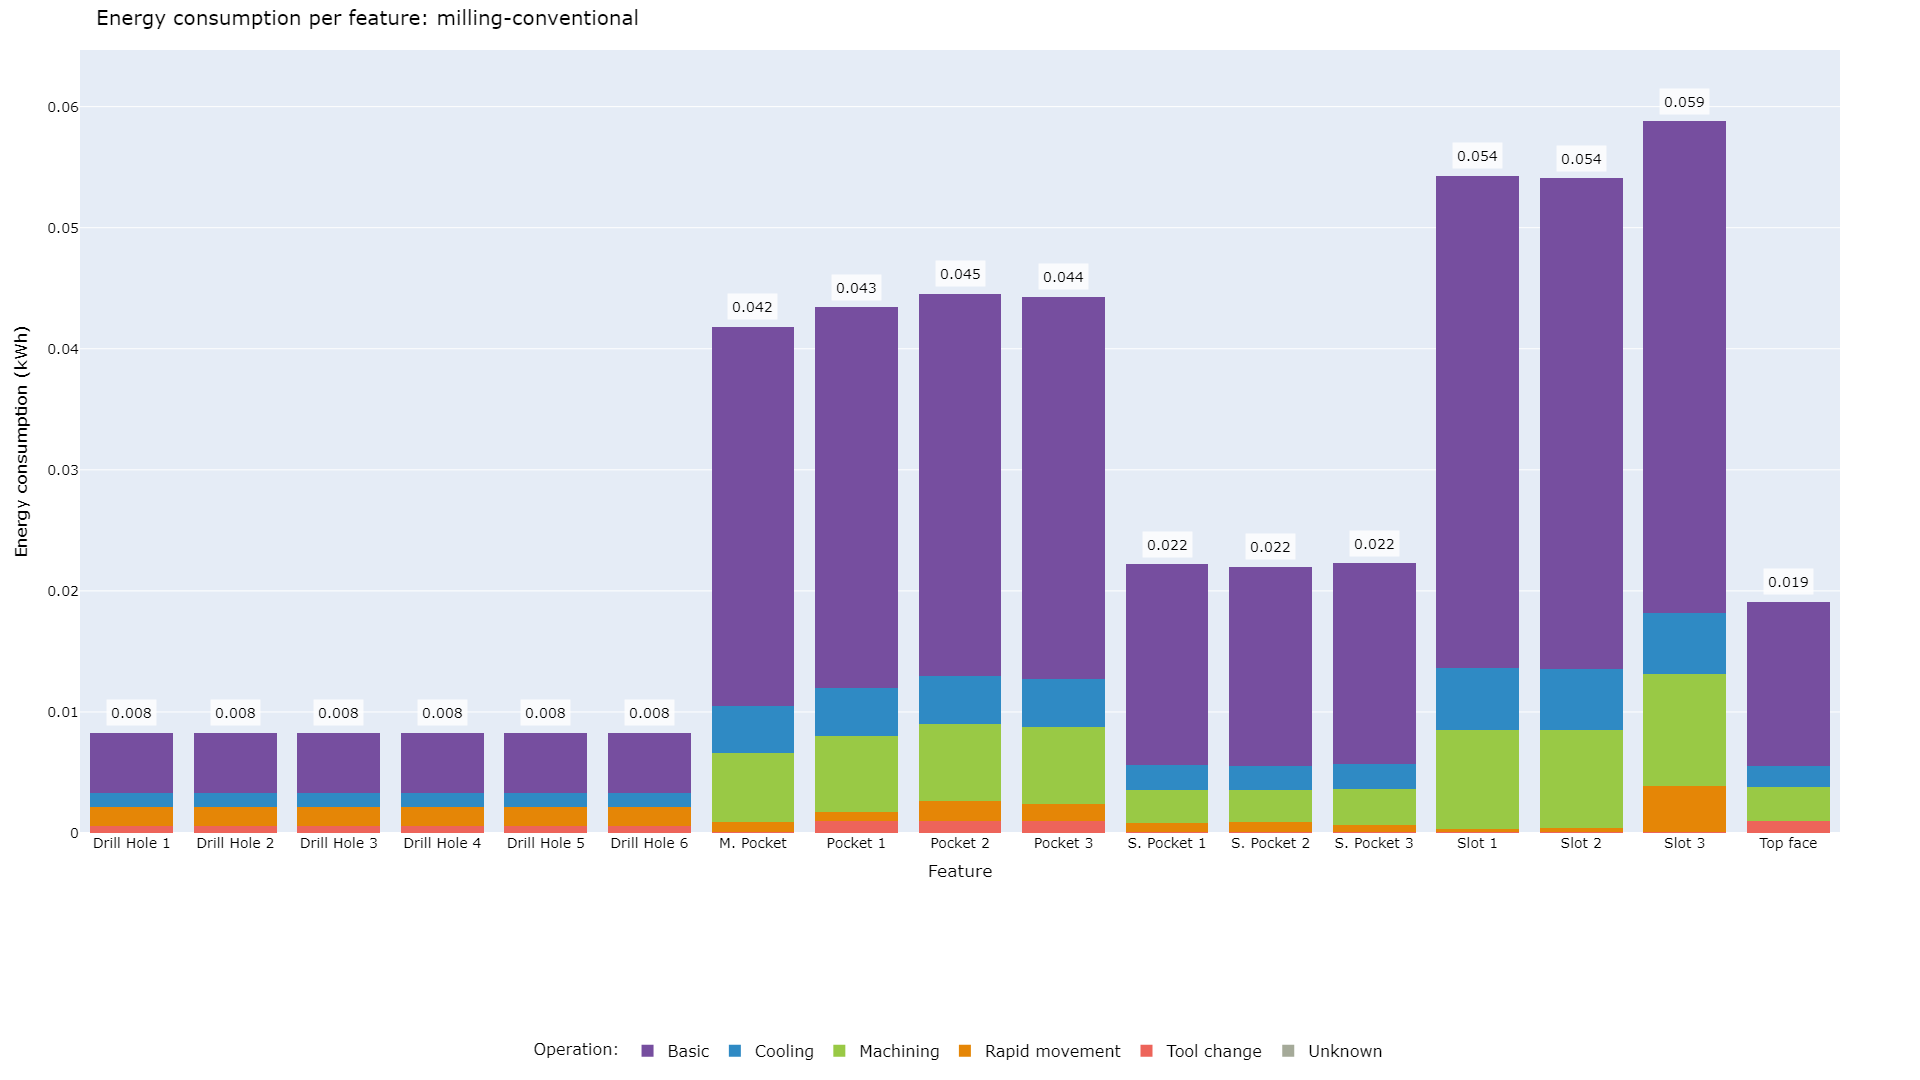 Energy consumption per feature: milling-conventional
Energy consumption (kWh)
0.06
0.05
0.04
0.03
0.02
0.01
0
0.008
0.008
0.008
0.008
0.008
0.008
0.042
0.043
0.045
0.044
0.022
0.022
0.022
0.054
0.054
0.059
0.019
Drill Hole 1
Drill Hole 2
Drill Hole 3
Drill Hole 4
Drill Hole 5
Drill Hole 6
M. Pocket
Pocket 1
Pocket 2
Pocket 3
S. Pocket 1
S. Pocket 2
S. Pocket 3
Slot 1
Slot 2
Slot 3
Top face
Feature
Operation: Basic Cooling Machining Rapid movement Tool change Unknown